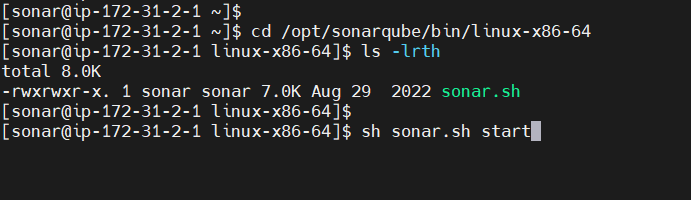 [sonar@ip-172-31-2-1 ~]$
[sonar@ip-172-31-2-1 ~]$ cd /opt/sonarqube/bin/linux-x86-64
[sonar@ip-172-31-2-1 linux-x86-64]$ ls -lrth
total 8.0K
-rwxrwxr-x. 1 sonar sonar 7.0K Aug 29  2022 sonar.sh
[sonar@ip-172-31-2-1 linux-x86-64]$
[sonar@ip-172-31-2-1 linux-x86-64]$ sh sonar.sh start